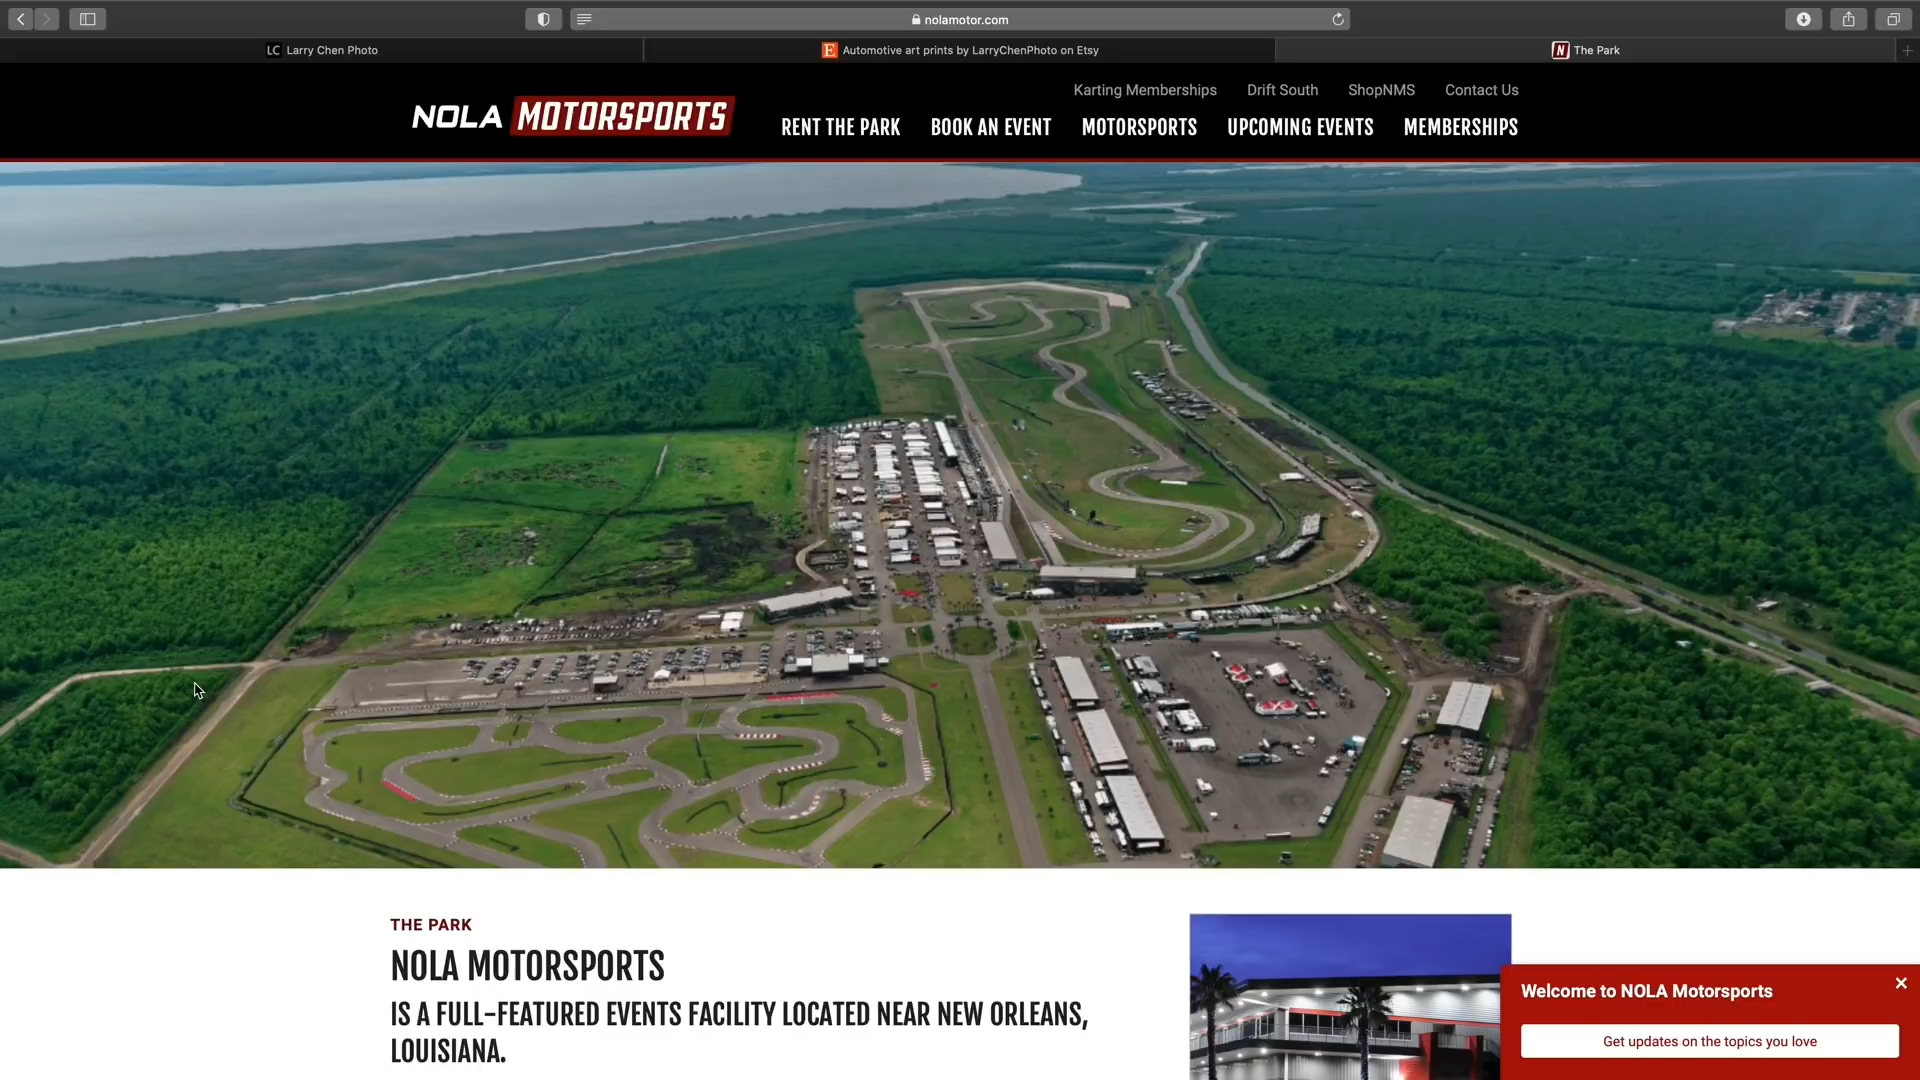 nolamotor.com
LC Larry Chen Photo
E Automotive art prints by LarryChenPhoto on Etsy
N The Park
Karting Memberships Drift South ShopNMS Contact Us
NOLA MOTORSPORTS
RENT THE PARK BOOK AN EVENT MOTORSPORTS UPCOMING EVENTS MEMBERSHIPS
THE PARK
NOLA MOTORSPORTS
IS A FULL-FEATURED EVENTS FACILITY LOCATED NEAR NEW ORLEANS,
LOUISIANA.
Welcome to NOLA Motorsports
Get updates on the topics you love